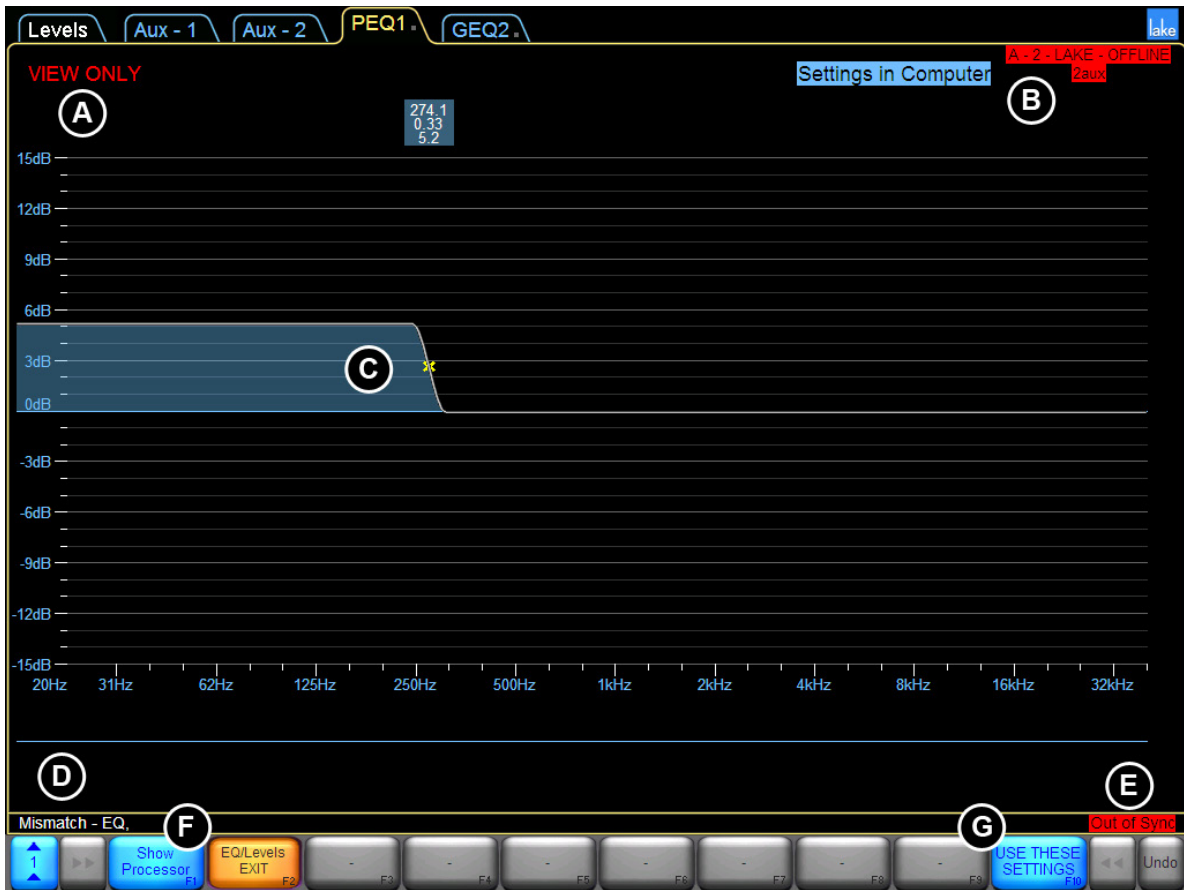 Levels Aux - 1 Aux - 2 PEQ1 GEQ2 lake
A - 2 - LAKE - OFFLINE
VIEW ONLY Settings in Computer 2aux
A B
274.1
0.33
5.2
15dB
12dB
9dB
6dB
3dB C
0dB
-3dB
-6dB
-9dB
-12dB
-15dB
20Hz 31Hz 62Hz 125Hz 250Hz 500Hz 1kHz 2kHz 4kHz 8kHz 16kHz 32kHz
D E
Mismatch - EQ, F G Out of Sync
1 Show Processor F1 EQ/Levels EXIT F2 - F3 - F4 - F5 - F6 - F7 - F8 - F9 USE THESE SETTINGS F10 Undo